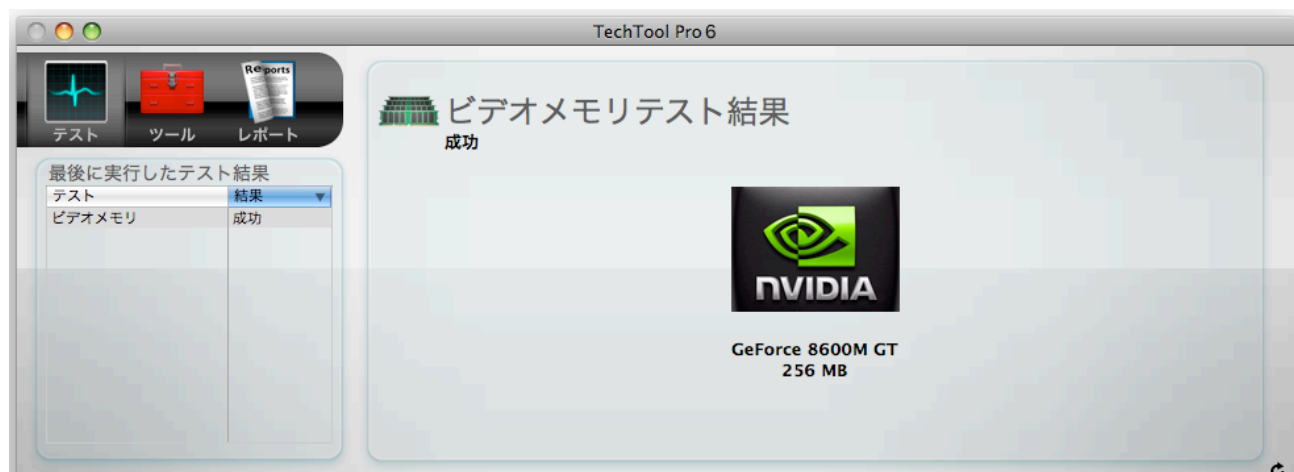 TechTool Pro 6
Reports
テスト
ツール
レポート
最後に実行したテスト結果
テスト 結果
ビデオメモリ 成功
ビデオメモリテスト結果
成功
NVIDIA
GeForce 8600M GT
256 MB